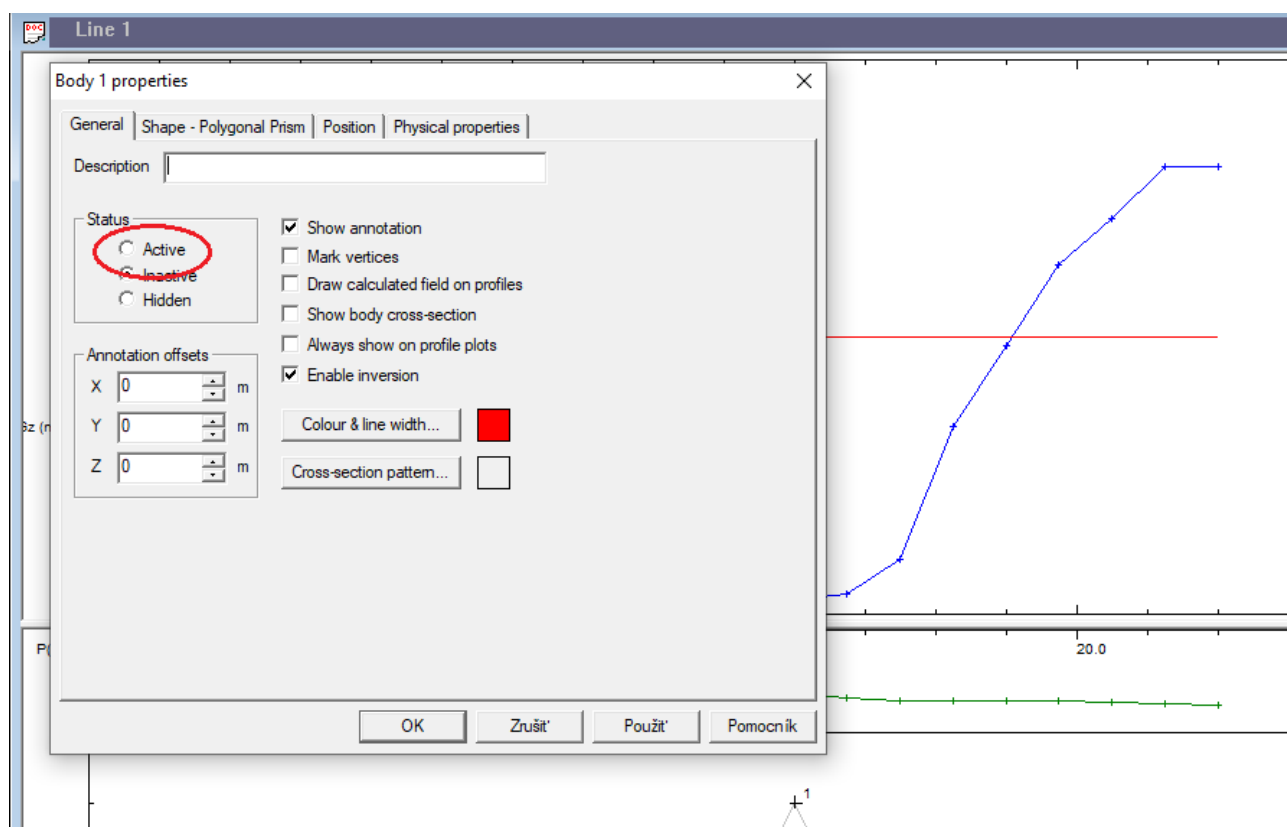 DOC
Line 1
Body 1 properties
General Shape - Polygonal Prism Position Physical properties
Description
Status
Active
Inactive
Hidden
Show annotation
Mark vertices
Draw calculated field on profiles
Show body cross-section
Always show on profile plots
Enable inversion
Annotation offsets
X 0 m
Y 0 m
Z 0 m
Colour & line width...
Cross-section pattern...
OK Zrušiť Použiť Pomocník
20.0
1